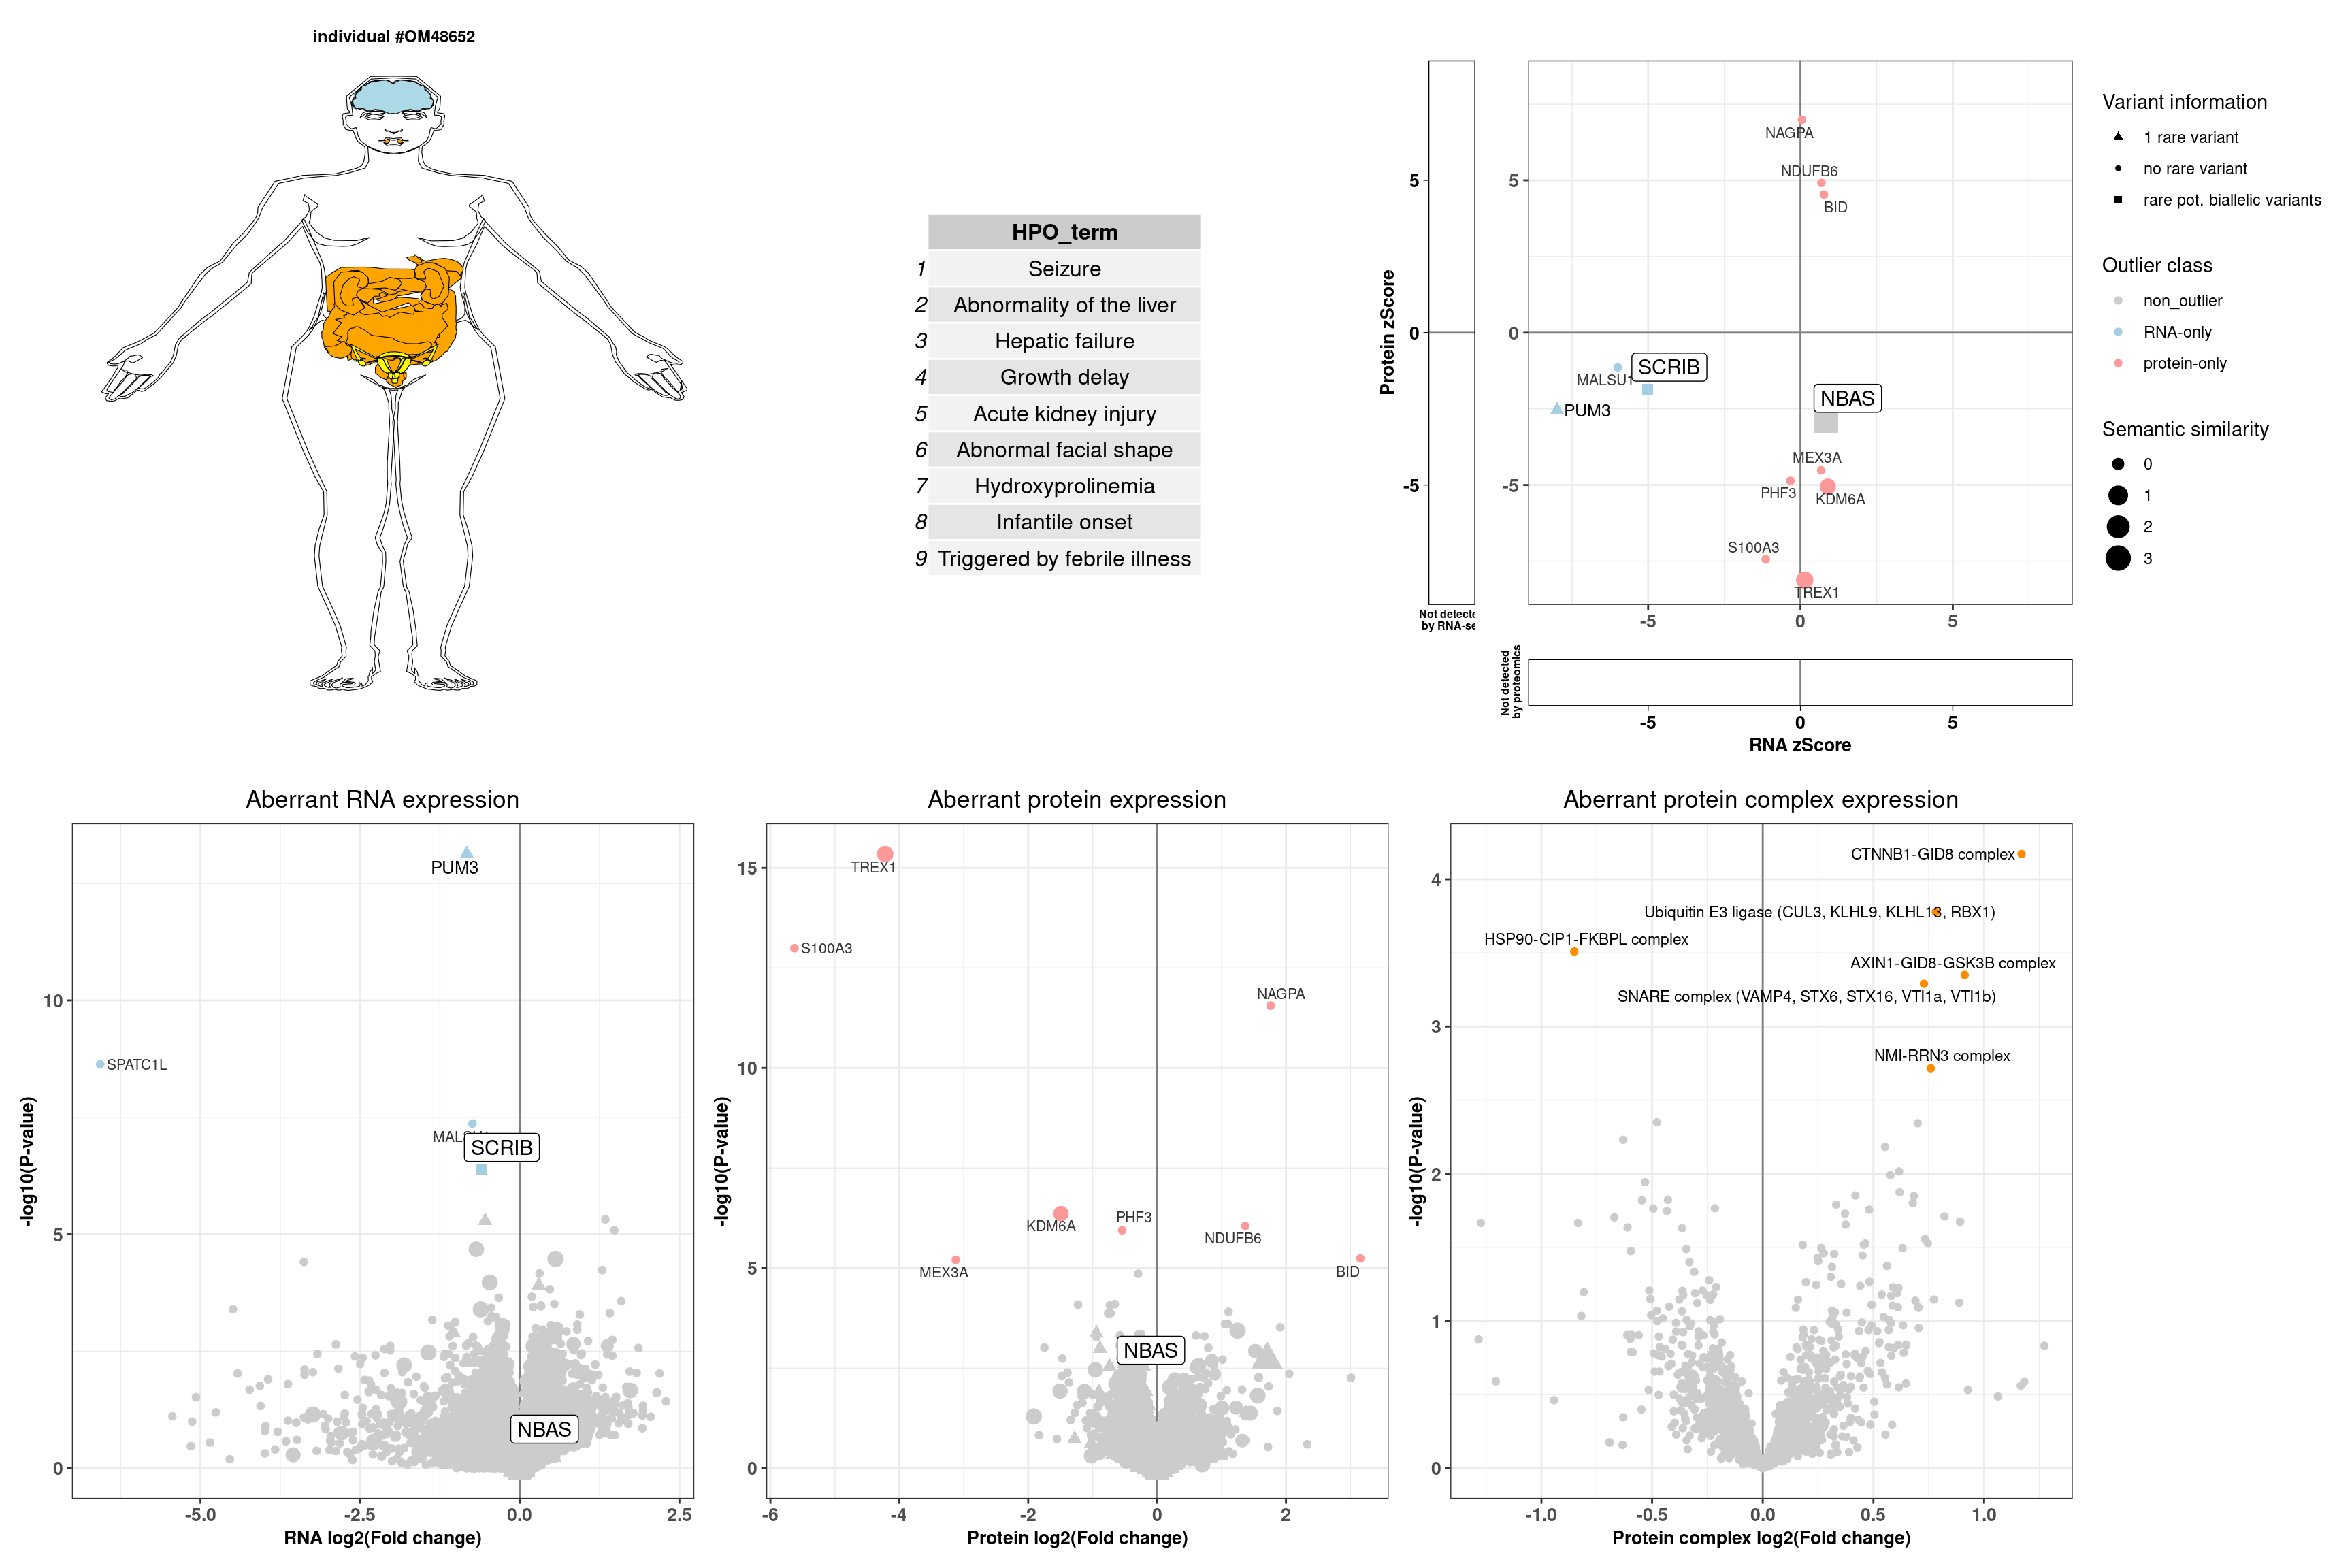 individual #OM48652
HPO_term
1 Seizure
2 Abnormality of the liver
3 Hepatic failure
4 Growth delay
5 Acute kidney injury
6 Abnormal facial shape
7 Hydroxyprolinemia
8 Infantile onset
9 Triggered by febrile illness
Protein zScore
5
0
-5
Not detecte
by RNA-se
5
0
-5
NAGPA
NDUFB6
BID
MALSU1
SCRIB
PUM3
NBAS
MEX3A
PHF3
KDM6A
S100A3
TREX1
-5 0 5
Not detected
by proteomics
-5 0 5
RNA zScore
Variant information
1 rare variant
no rare variant
rare pot. biallelic variants
Outlier class
non_outlier
RNA-only
protein-only
Semantic similarity
0
1
2
3
Aberrant RNA expression
-log10(P-value)
10
5
0
PUM3
SPATC1L
SCRIB
NBAS
-5.0 -2.5 0.0 2.5
RNA log2(Fold change)
Aberrant protein expression
-log10(P-value)
15
10
5
0
TREX1
S100A3
NAGPA
KDM6A
PHF3
NDUFB6
MEX3A
BID
NBAS
-6 -4 -2 0 2
Protein log2(Fold change)
Aberrant protein complex expression
-log10(P-value)
4
3
2
1
0
CTNNB1-GID8 complex
Ubiquitin E3 ligase (CUL3, KLHL9, KLHL13, RBX1)
HSP90-CIP1-FKBPL complex
AXIN1-GID8-GSK3B complex
SNARE complex (VAMP4, STX6, STX16, VTI1a, VTI1b)
NMI-RRN3 complex
-1.0 -0.5 0.0 0.5 1.0
Protein complex log2(Fold change)